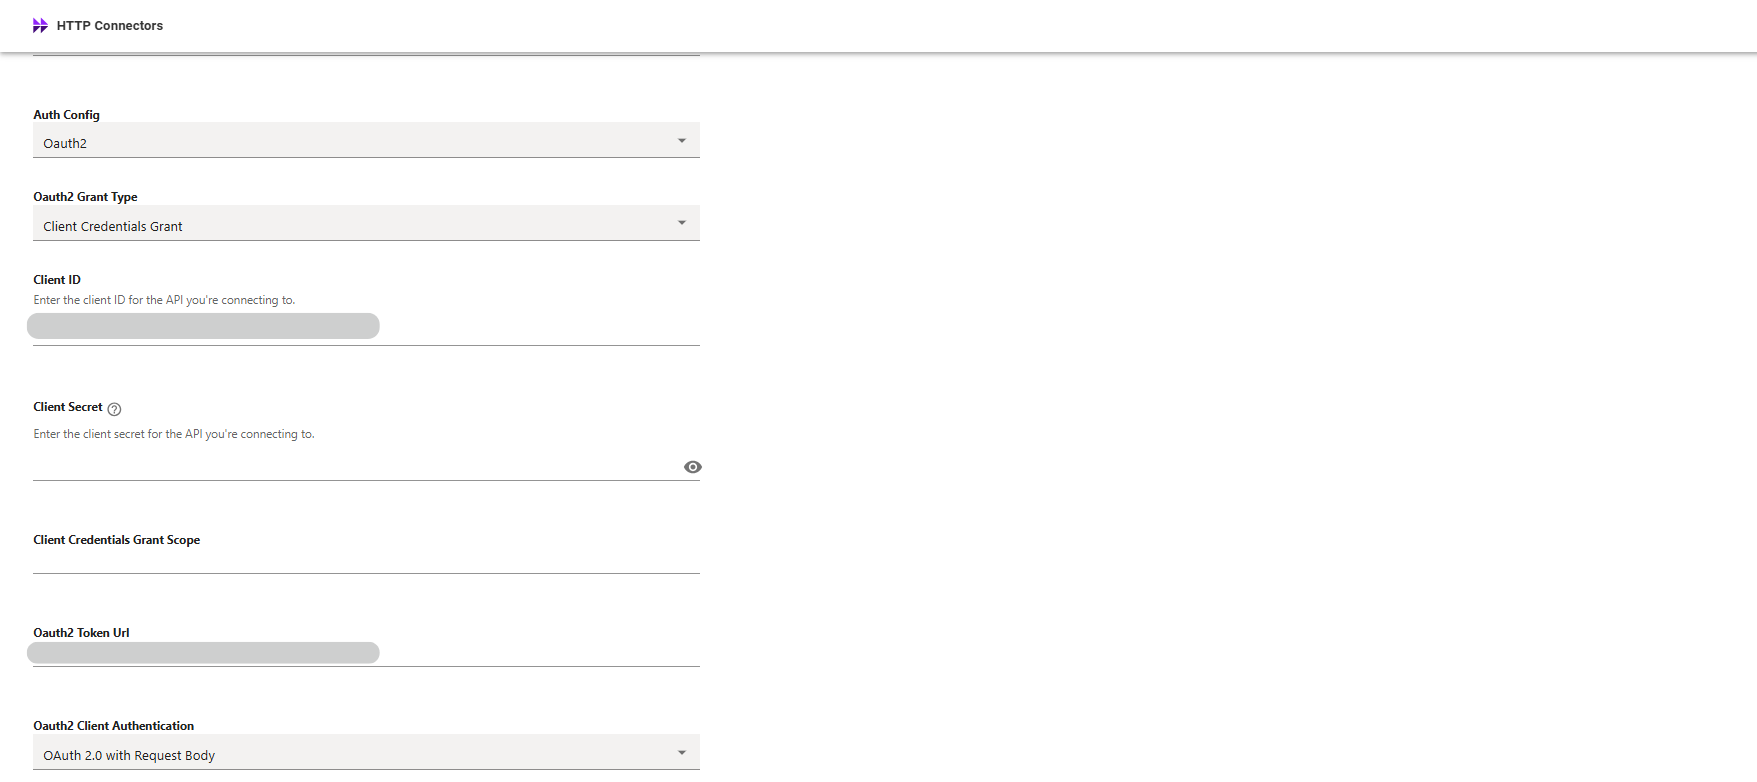 HTTP Connectors
Auth Config
Oauth2
Oauth2 Grant Type
Client Credentials Grant
Client ID
Enter the client ID for the API you're connecting to.
Client Secret
Enter the client secret for the API you're connecting to.
Client Credentials Grant Scope
Oauth2 Token Url
Oauth2 Client Authentication
OAuth 2.0 with Request Body